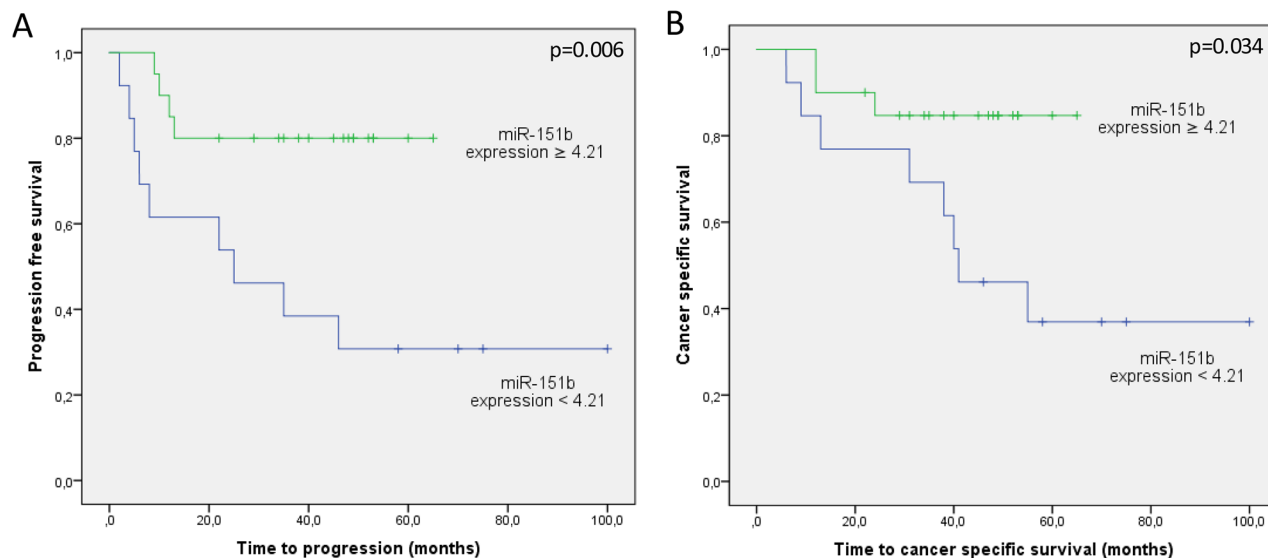 A
p=0.006
1,0
0,8
0,6
0,4
0,2
0,0
,0 20,0 40,0 60,0 80,0 100,0
Progression free survival
Time to progression (months)
miR-151b
expression ≥ 4.21
miR-151b
expression < 4.21
B
p=0.034
1,0
0,8
0,6
0,4
0,2
0,0
,0 20,0 40,0 60,0 80,0 100,0
Cancer specific survival
Time to cancer specific survival (months)
miR-151b
expression ≥ 4.21
miR-151b
expression < 4.21